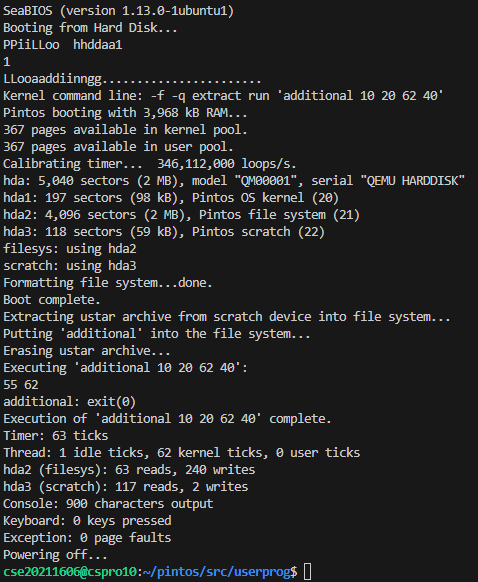 SeaBIOS (version 1.13.0-1ubuntu1)
Booting from Hard Disk...
PPiiLLoo  hhddaa1
1
LLooaaddiinngg......................
Kernel command line: -f -q extract run 'additional 10 20 62 40'
Pintos booting with 3,968 kB RAM...
367 pages available in kernel pool.
367 pages available in user pool.
Calibrating timer...  346,112,000 loops/s.
hda: 5,040 sectors (2 MB), model "QM00001", serial "QEMU HARDDISK"
hda1: 197 sectors (98 kB), Pintos OS kernel (20)
hda2: 4,096 sectors (2 MB), Pintos file system (21)
hda3: 118 sectors (59 kB), Pintos scratch (22)
filesys: using hda2
scratch: using hda3
Formatting file system...done.
Boot complete.
Extracting ustar archive from scratch device into file system...
Putting 'additional' into the file system...
Erasing ustar archive...
Executing 'additional 10 20 62 40':
55 62
additional: exit(0)
Execution of 'additional 10 20 62 40' complete.
Timer: 63 ticks
Thread: 1 idle ticks, 62 kernel ticks, 0 user ticks
hda2 (filesys): 63 reads, 240 writes
hda3 (scratch): 117 reads, 2 writes
Console: 900 characters output
Keyboard: 0 keys pressed
Exception: 0 page faults
Powering off...
cse20211606@cspro10:~/pintos/src/userprog$